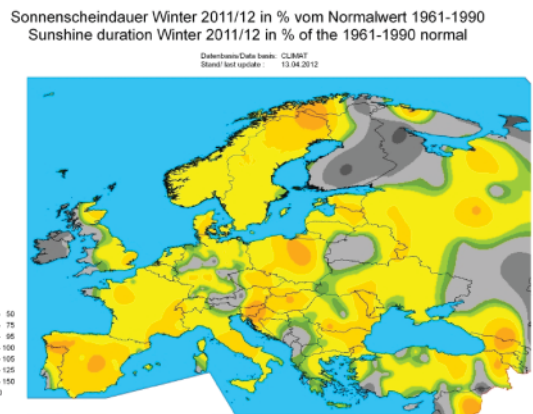 Sonnenscheindauer Winter 2011/12 in % vom Normalwert 1961-1990
Sunshine duration Winter 2011/12 in % of the 1961-1990 normal
Datenbasis/Data basis: CLIMAT
Stand/ last update : 13.04.2012
50
75
95
100
105
125
150